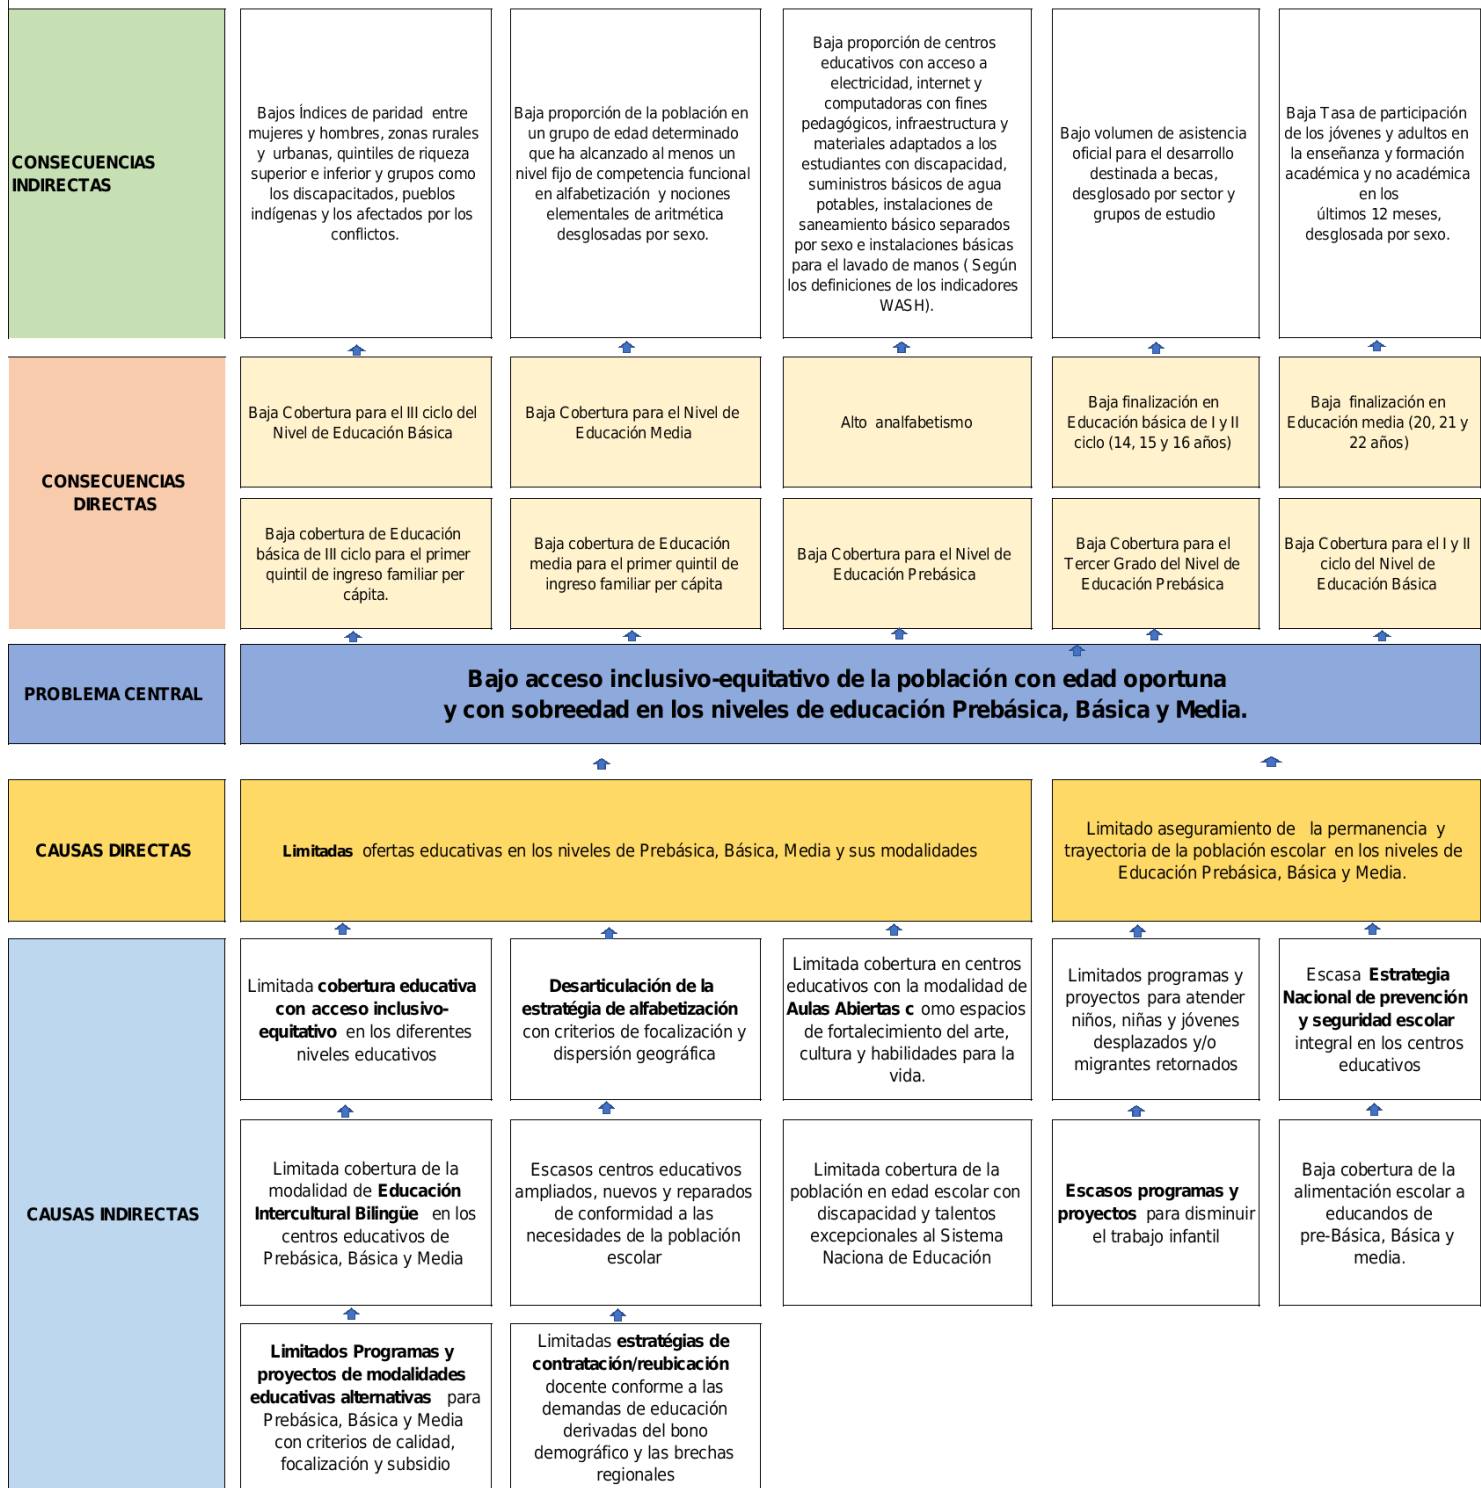 CONSECUENCIAS
INDIRECTAS
Bajos Índices de paridad entre
mujeres y hombres, zonas rurales
y urbanas, quintiles de riqueza
superior e inferior y grupos como
los discapacitados, pueblos
indígenas y los afectados por los
conflictos.
Baja proporción de la población en
un grupo de edad determinado
que ha alcanzado al menos un
nivel fijo de competencia funcional
en alfabetización y nociones
elementales de aritmética
desglosadas por sexo.
Baja proporción de centros
educativos con acceso a
electricidad, internet y
computadoras con fines
pedagógicos, infraestructura y
materiales adaptados a los
estudiantes con discapacidad,
suministros básicos de agua
potables, instalaciones de
saneamiento básico separados
por sexo e instalaciones básicas
para el lavado de manos ( Según
los definiciones de los indicadores
WASH).
Bajo volumen de asistencia
oficial para el desarrollo
destinada a becas,
desglosado por sector y
grupos de estudio
Baja Tasa de participación
de los jóvenes y adultos en
la enseñanza y formación
académica y no académica
en los
últimos 12 meses,
desglosada por sexo.
CONSECUENCIAS
DIRECTAS
Baja Cobertura para el III ciclo del
Nivel de Educación Básica
Baja Cobertura para el Nivel de
Educación Media
Alto analfabetismo
Baja finalización en
Educación básica de I y II
ciclo (14, 15 y 16 años)
Baja finalización en
Educación media (20, 21 y
22 años)
Baja cobertura de Educación
básica de III ciclo para el primer
quintil de ingreso familiar per
cápita.
Baja cobertura de Educación
media para el primer quintil de
ingreso familiar per cápita
Baja Cobertura para el Nivel de
Educación Prebásica
Baja Cobertura para el
Tercer Grado del Nivel de
Educación Prebásica
Baja Cobertura para el I y II
ciclo del Nivel de
Educación Básica
PROBLEMA CENTRAL
Bajo acceso inclusivo-equitativo de la población con edad oportuna
y con sobreedad en los niveles de educación Prebásica, Básica y Media.
CAUSAS DIRECTAS
Limitadas ofertas educativas en los niveles de Prebásica, Básica, Media y sus modalidades
Limitado aseguramiento de la permanencia y
trayectoria de la población escolar en los niveles de
Educación Prebásica, Básica y Media.
CAUSAS INDIRECTAS
Limitada cobertura educativa
con acceso inclusivo-
equitativo en los diferentes
niveles educativos
Desarticulación de la
estratégia de alfabetización
con criterios de focalización y
dispersión geográfica
Limitada cobertura en centros
educativos con la modalidad de
Aulas Abiertas c omo espacios
de fortalecimiento del arte,
cultura y habilidades para la
vida.
Limitados programas y
proyectos para atender
niños, niñas y jóvenes
desplazados y/o
migrantes retornados
Escasa Estrategia
Nacional de prevención
y seguridad escolar
integral en los centros
educativos
Limitada cobertura de la
modalidad de Educación
Intercultural Bilingüe en los
centros educativos de
Prebásica, Básica y Media
Escasos centros educativos
ampliados, nuevos y reparados
de conformidad a las
necesidades de la población
escolar
Limitada cobertura de la
población en edad escolar con
discapacidad y talentos
excepcionales al Sistema
Naciona de Educación
Escasos programas y
proyectos para disminuir
el trabajo infantil
Baja cobertura de la
alimentación escolar a
educandos de
pre-Básica, Básica y
media.
Limitados Programas y
proyectos de modalidades
educativas alternativas para
Prebásica, Básica y Media
con criterios de calidad,
focalización y subsidio
Limitadas estratégias de
contratación/reubicación
docente conforme a las
demandas de educación
derivadas del bono
demográfico y las brechas
regionales